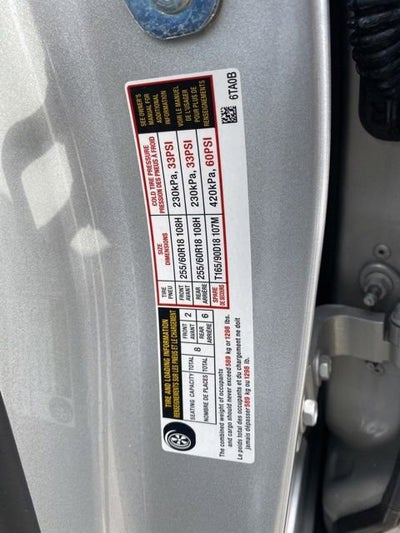 TIRE AND LOADING INFORMATION
RENSEIGNEMENTS SUR LES PNEUS ET LE CHARGEMENT
SEATING CAPACITY TOTAL 8 FRONT AVANT 2 REAR ARRIÈRE 6
NOMBRE DE PLACES TOTAL
The combined weight of occupants
and cargo should never exceed 589 kg or 1298 lbs.
Le poids total des occupants et du chargement ne doit
jamais dépasser 589 kg ou 1298 lb.
TIRE PNEU
SIZE DIMENSIONS
COLD TIRE PRESSURE
PRESSION DES PNEUS À FROID
FRONT AVANT 255/60R18 108H 230kPa, 33PSI
REAR ARRIÈRE 255/60R18 108H 230kPa, 33PSI
SPARE DE SECOURS T165/90D18 107M 420kPa, 60PSI
SEE OWNER'S
MANUAL FOR
ADDITIONAL
INFORMATION
VOIR LE MANUEL
DE L'USAGER
POUR PLUS DE
RENSEIGNEMENTS
6TA0B